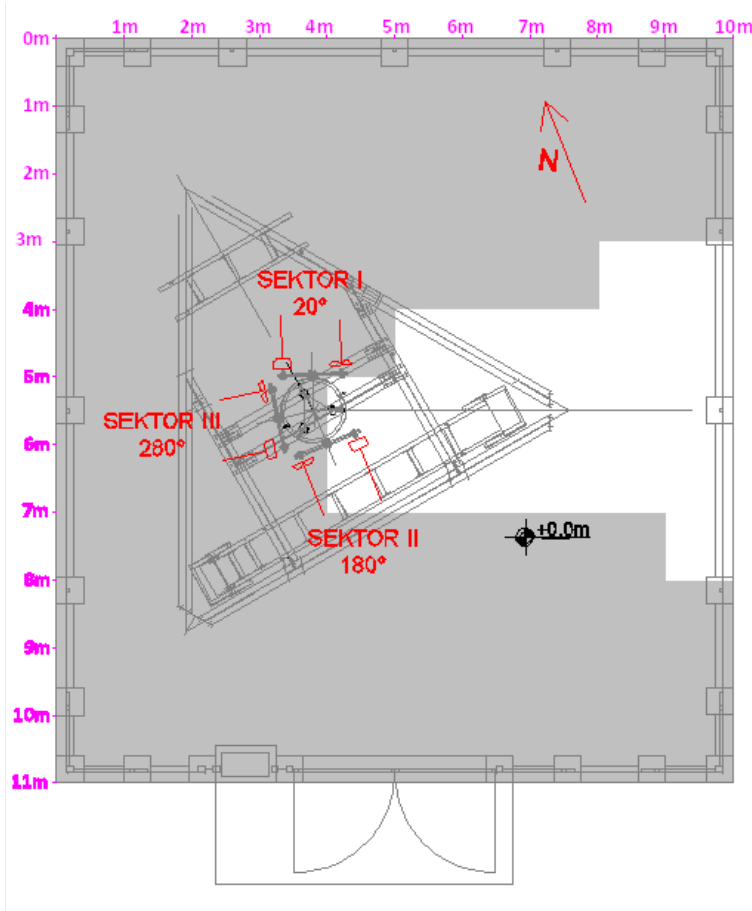 0m 1m 2m 3m 4m 5m 6m 7m 8m 9m 10m
1m
N
2m
3m
SEKTOR I
20°
4m
5m
SEKTOR III
280°
6m
7m
SEKTOR II
180°
+0.0m
8m
9m
10m
11m